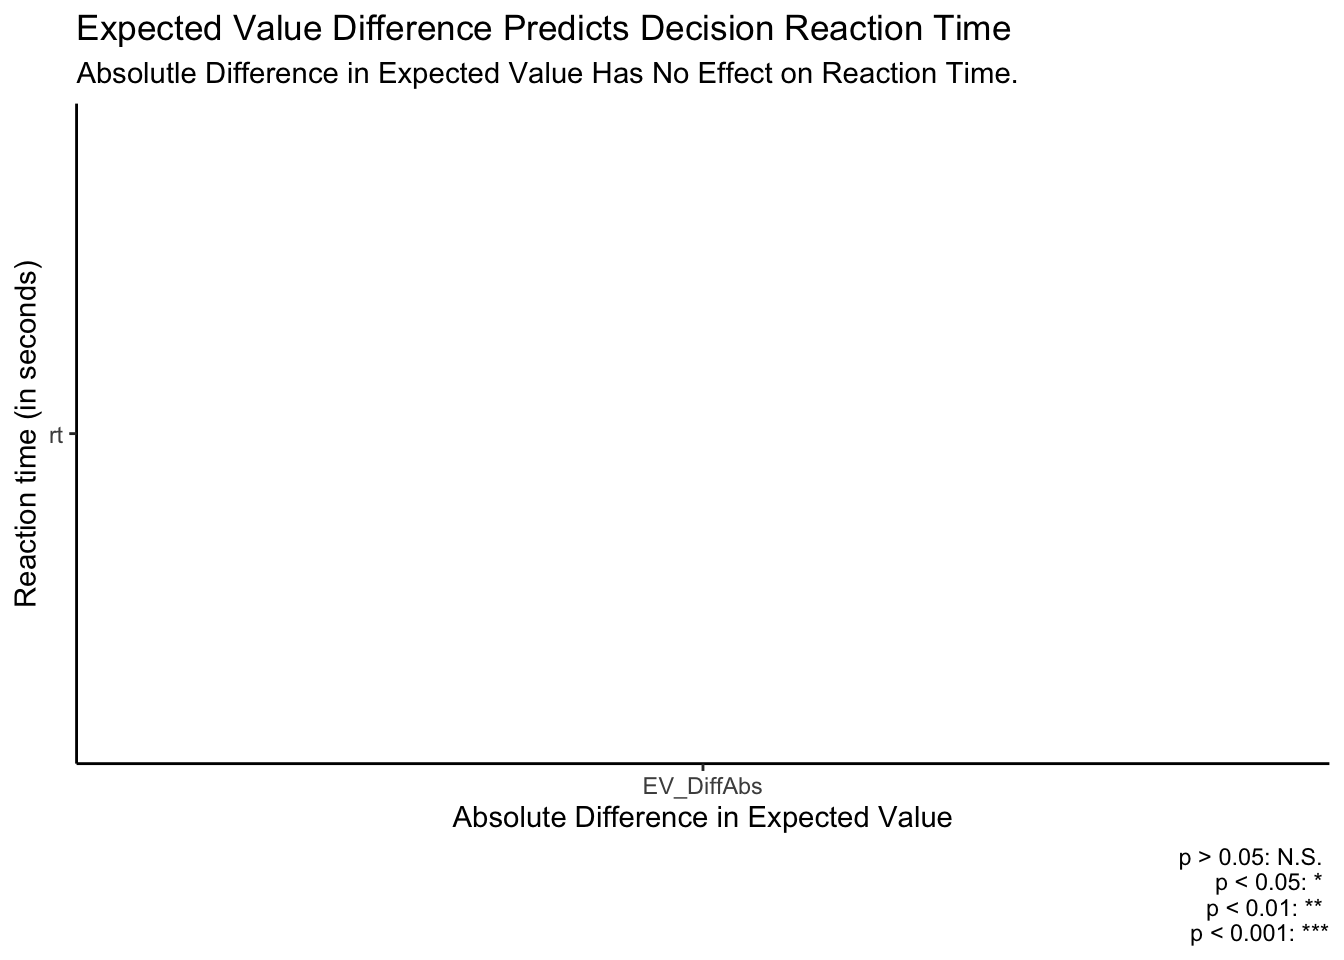 Expected Value Difference Predicts Decision Reaction Time
Absolutle Difference in Expected Value Has No Effect on Reaction Time.
Reaction time (in seconds)
rt
EV_DiffAbs
Absolute Difference in Expected Value
p > 0.05: N.S.
p < 0.05: *
p < 0.01: **
p < 0.001: ***